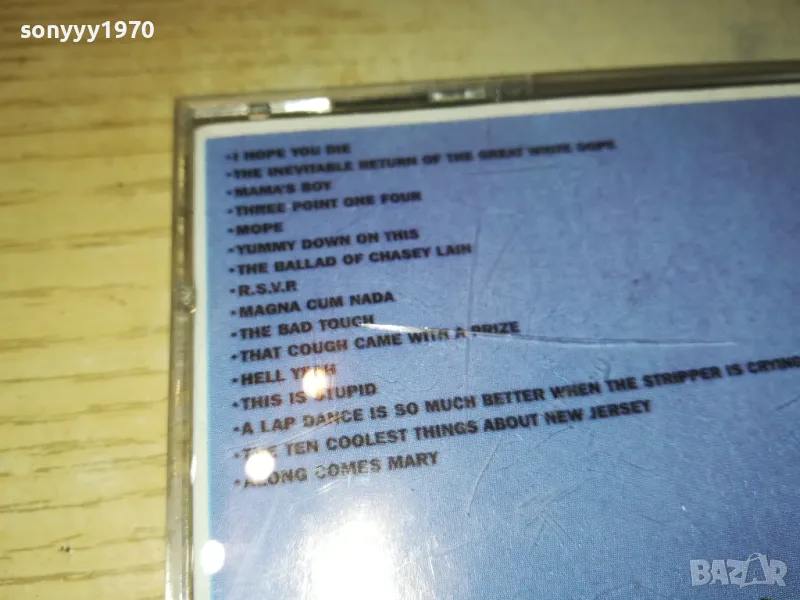 sonyyy1970
•I HOPE YOU DIE
•THE INEVITABLE RETURN OF THE GREAT WHITE DOPE
•MAMA'S BOY
•THREE POINT ONE FOUR
•MOPE
•YUMMY DOWN ON THIS
•THE BALLAD OF CHASEY LAIN
•R.S.V.P.
•MAGNA CUM NADA
•THE BAD TOUCH
•THAT COUGH CAME WITH A PRIZE
•HELL YEAH
•THIS IS STUPID
•A LAP DANCE IS SO MUCH BETTER WHEN THE STRIPPER IS CRYING
•THE TEN COOLEST THINGS ABOUT NEW JERSEY
•ALONG COMES MARY
BAZAR